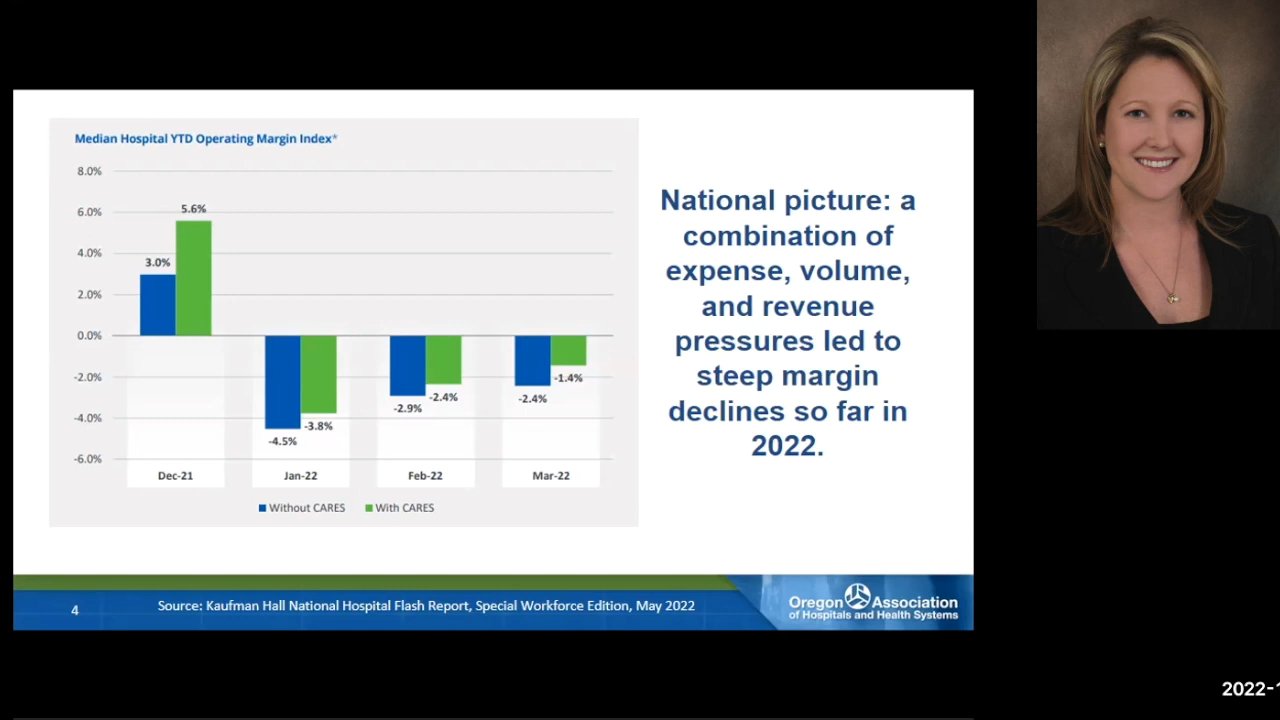 Median Hospital YTD Operating Margin Index*
8.0%
6.0%
4.0%
2.0%
0.0%
-2.0%
-4.0%
-6.0%
3.0%
5.6%
-4.5%
-3.8%
-2.9%
-2.4%
-2.4%
-1.4%
Dec-21
Jan-22
Feb-22
Mar-22
Without CARES
With CARES
National picture: a
combination of
expense, volume,
and revenue
pressures led to
steep margin
declines so far in
2022.
4
Source: Kaufman Hall National Hospital Flash Report, Special Workforce Edition, May 2022
Oregon Association
of Hospitals and Health Systems
2022-